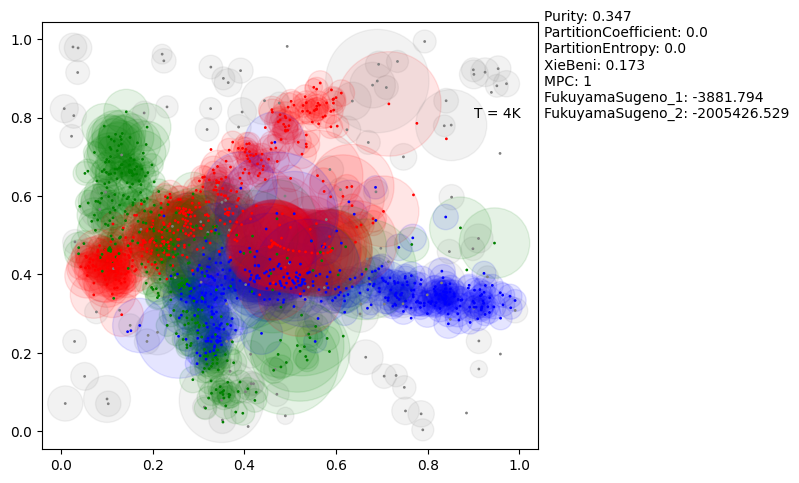 Purity: 0.347
PartitionCoefficient: 0.0
PartitionEntropy: 0.0
XieBeni: 0.173
MPC: 1
FukuyamaSugeno_1: -3881.794
FukuyamaSugeno_2: -2005426.529
T = 4K
1.0
0.8
0.6
0.4
0.2
0.0
0.0 0.2 0.4 0.6 0.8 1.0